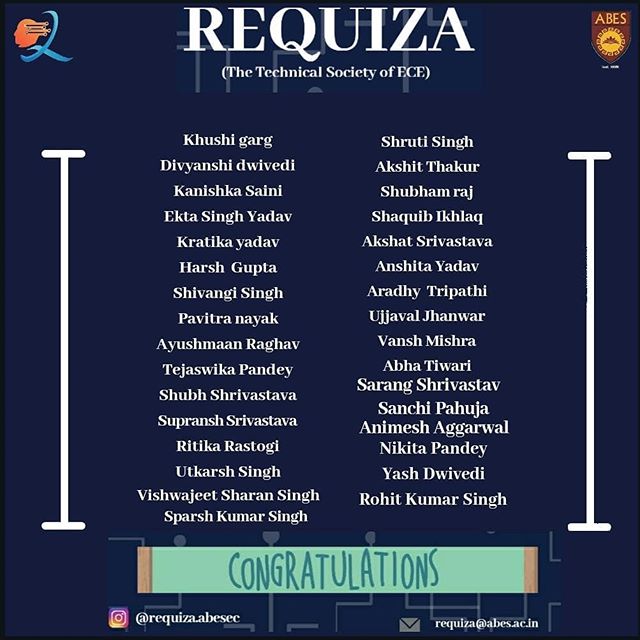 REQUIZA
(The Technical Society of ECE)
ABES
Khushi garg
Divyanshi dwivedi
Kanishka Saini
Ekta Singh Yadav
Kratika yadav
Harsh Gupta
Shivangi Singh
Pavitra nayak
Ayushmaan Raghav
Tejaswika Pandey
Shubh Shrivastava
Supransh Srivastava
Ritika Rastogi
Utkarsh Singh
Vishwajeet Sharan Singh
Sparsh Kumar Singh
Shruti Singh
Akshit Thakur
Shubham raj
Shaquib Ikhlaq
Akshat Srivastava
Anshita Yadav
Aradhy Tripathi
Ujjaval Jhanwar
Vansh Mishra
Abha Tiwari
Sarang Shrivastav
Sanchi Pahuja
Animesh Aggarwal
Nikita Pandey
Yash Dwivedi
Rohit Kumar Singh
CONGRATULATIONS
@requiza.abesec
requiza@abes.ac.in